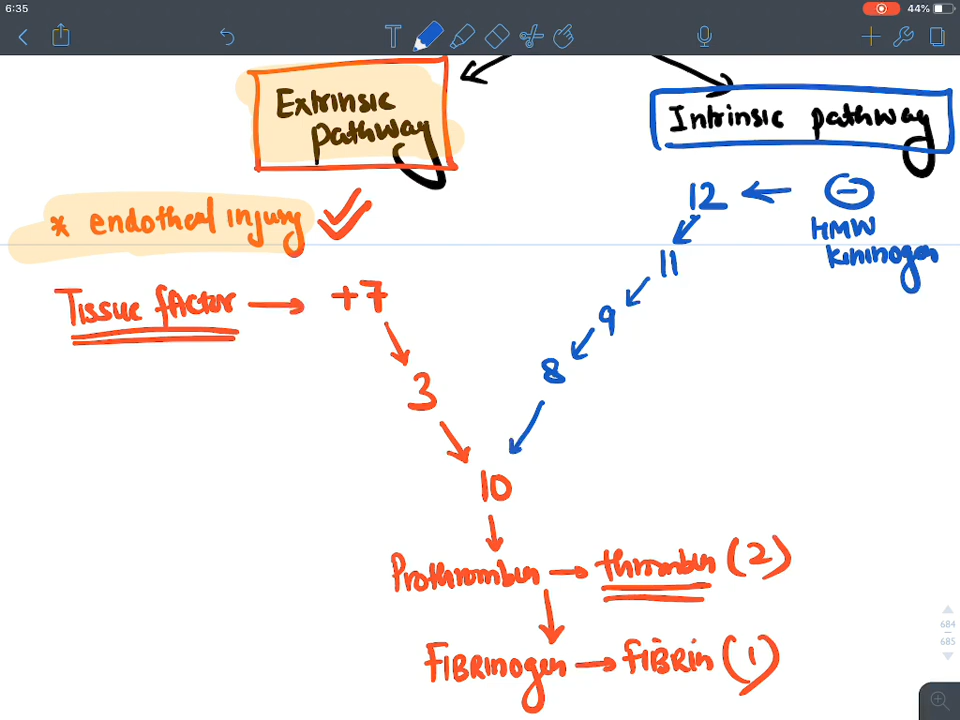 6:35
44%
T
Extrinsic
pathway
Intrinsic pathway
* endotheal injury
12 ← ⊖
HMW
kininogen
11
Tissue factor → +7
9
8
3
10
Prothrombin → thrombin (2)
FIBRinogen → FIBRin (1)
684
685